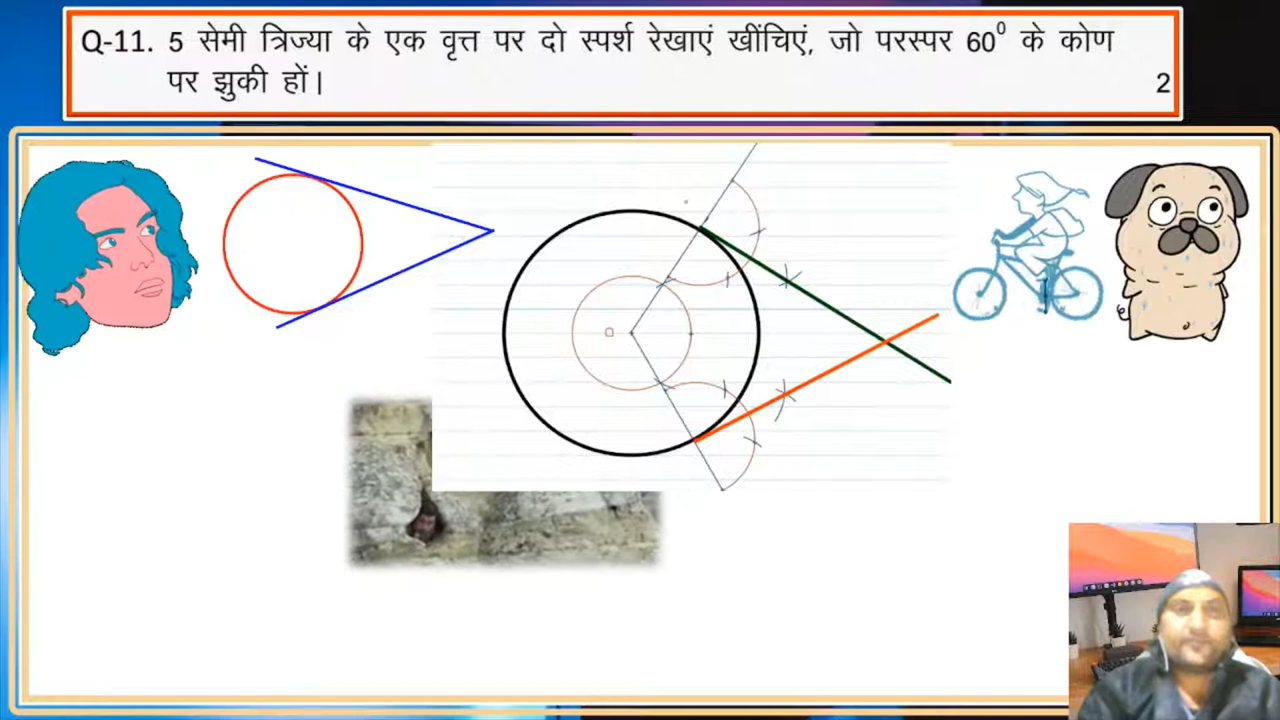 Q-11. 5 सेमी त्रिज्या के एक वृत्त पर दो स्पर्श रेखाएं खींचिएं, जो परस्पर 60⁰ के कोण
पर झुकी हों। 2